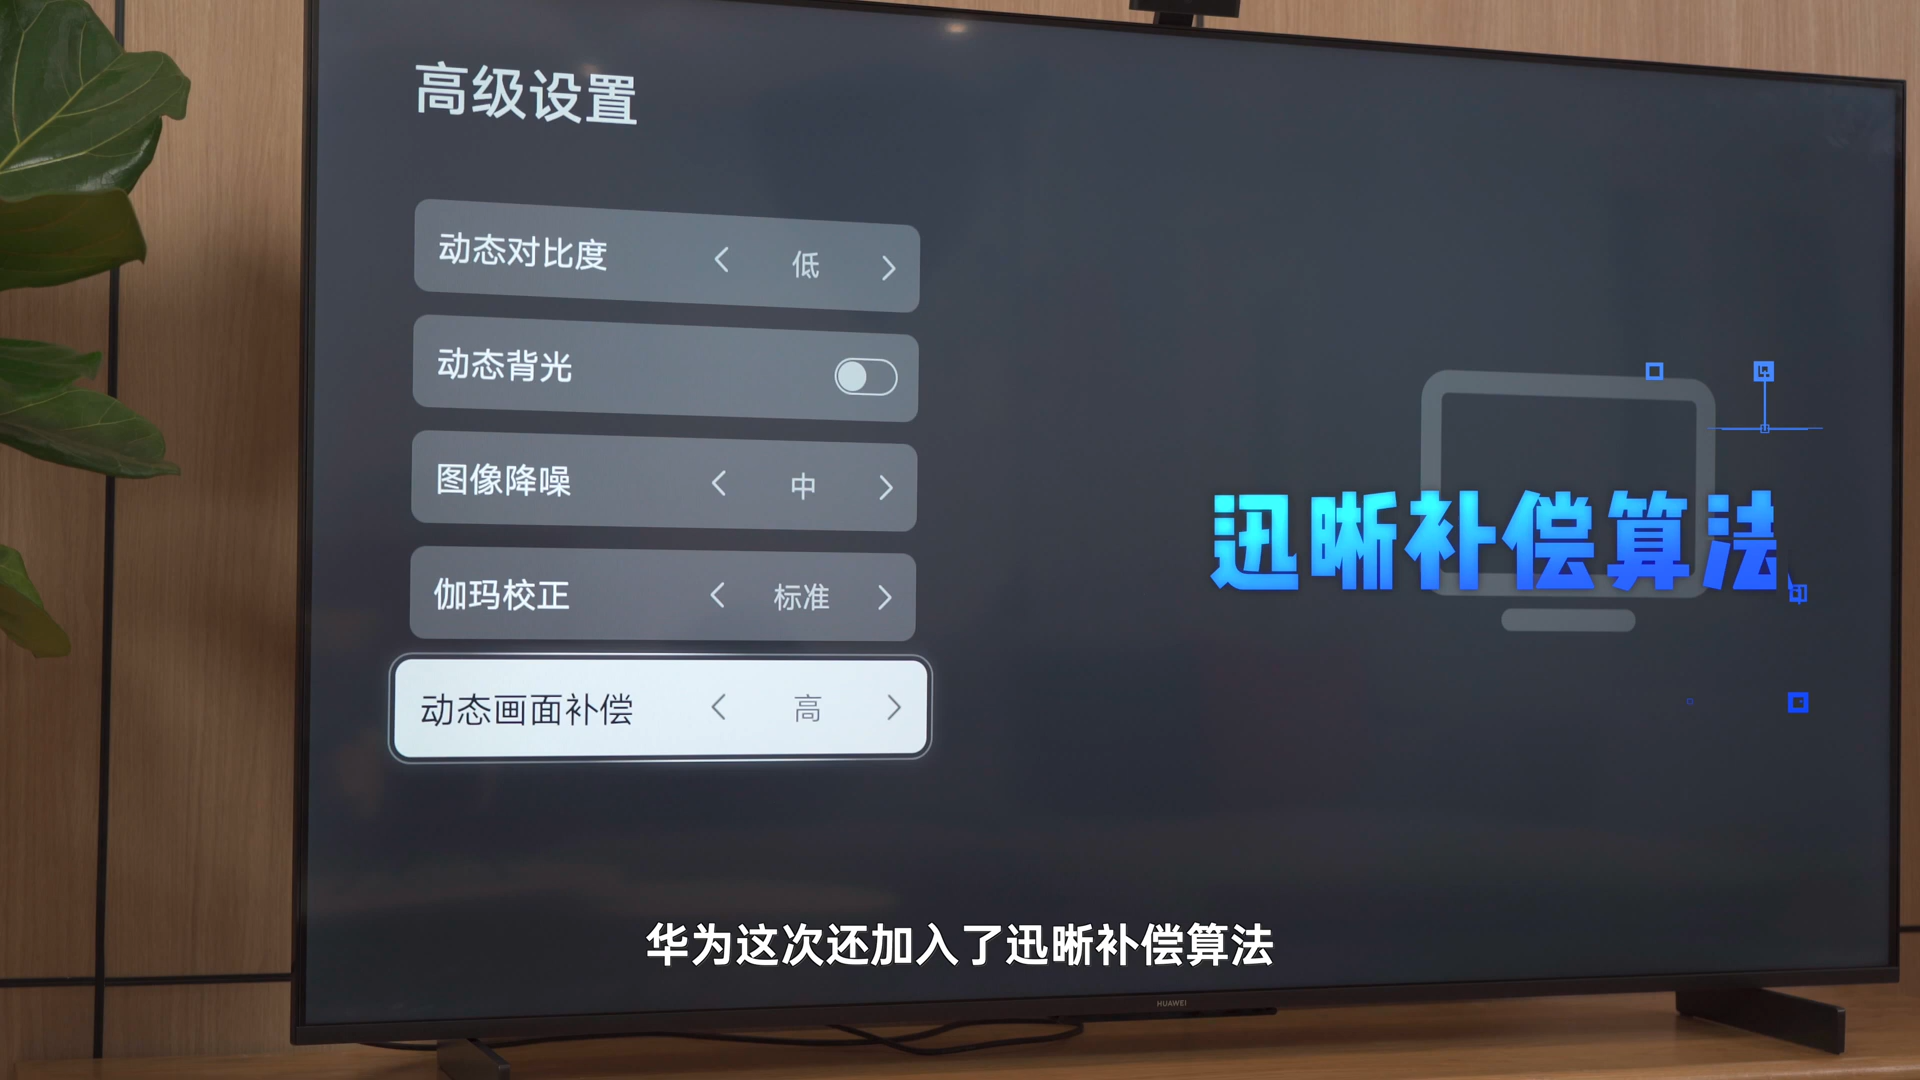 高级设置
动态对比度 低
动态背光
图像降噪 中
伽玛校正 标准
动态画面补偿 高
迅晰补偿算法
华为这次还加入了迅晰补偿算法
HUAWEI